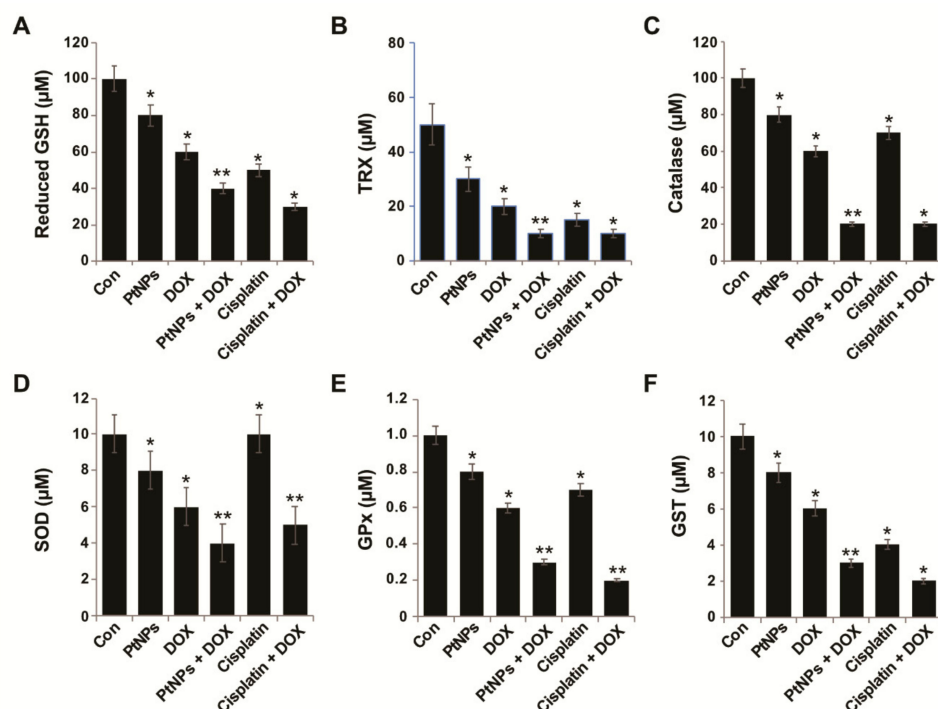 A
Reduced GSH (µM)
120
100
80
60
40
20
0
*
*
**
*
*
Con
PtNPs
DOX
PtNPs + DOX
Cisplatin
Cisplatin + DOX
B
TRX (µM)
80
60
40
20
0
*
*
**
*
*
Con
PtNPs
DOX
PtNPs + DOX
Cisplatin
Cisplatin + DOX
C
Catalase (µM)
120
100
80
60
40
20
0
*
*
**
*
*
Con
PtNPs
DOX
PtNPs + DOX
Cisplatin
Cisplatin + DOX
D
SOD (µM)
12
10
8
6
4
2
0
*
*
**
*
**
Con
PtNPs
DOX
PtNPs + DOX
Cisplatin
Cisplatin + DOX
E
GPx (µM)
1.2
1
0.8
0.6
0.4
0.2
0
*
*
**
*
**
Con
PtNPs
DOX
PtNPs + DOX
Cisplatin
Cisplatin + DOX
F
GST (µM)
12
10
8
6
4
2
0
*
*
**
*
*
Con
PtNPs
DOX
PtNPs + DOX
Cisplatin
Cisplatin + DOX